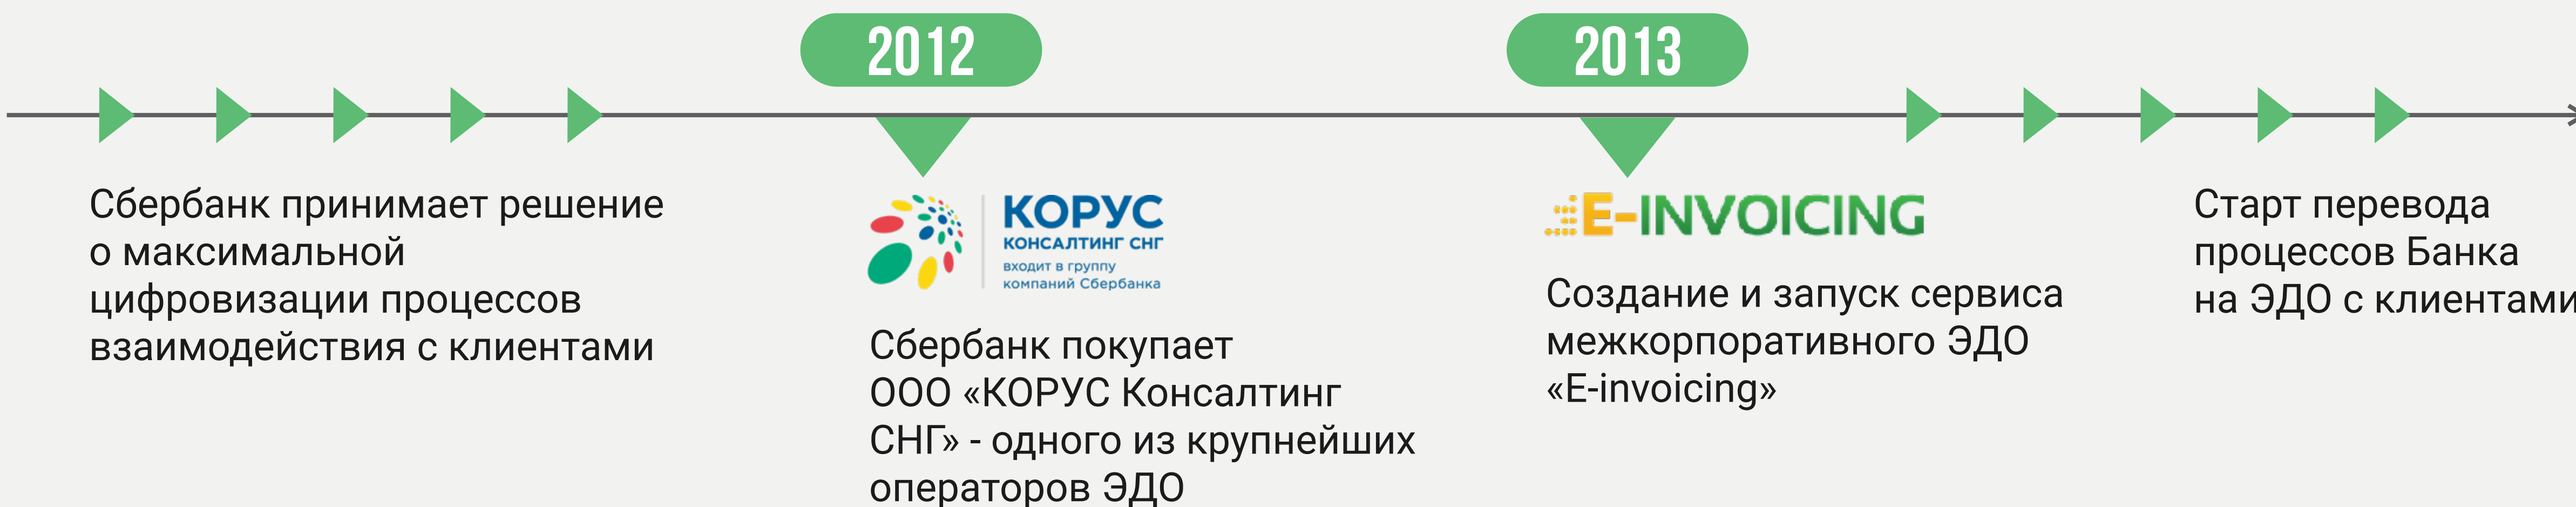 2012
2013
Сбербанк принимает решение
о максимальной
цифровизации процессов
взаимодействия с клиентами
КОРУС
КОНСАЛТИНГ СНГ
входит в группу
компаний Сбербанка
Сбербанк покупает
ООО «КОРУС Консалтинг
СНГ» - одного из крупнейших
операторов ЭДО
E-INVOICING
Создание и запуск сервиса
межкорпоративного ЭДО
«E-invoicing»
Старт перевода
процессов Банка
на ЭДО с клиентами